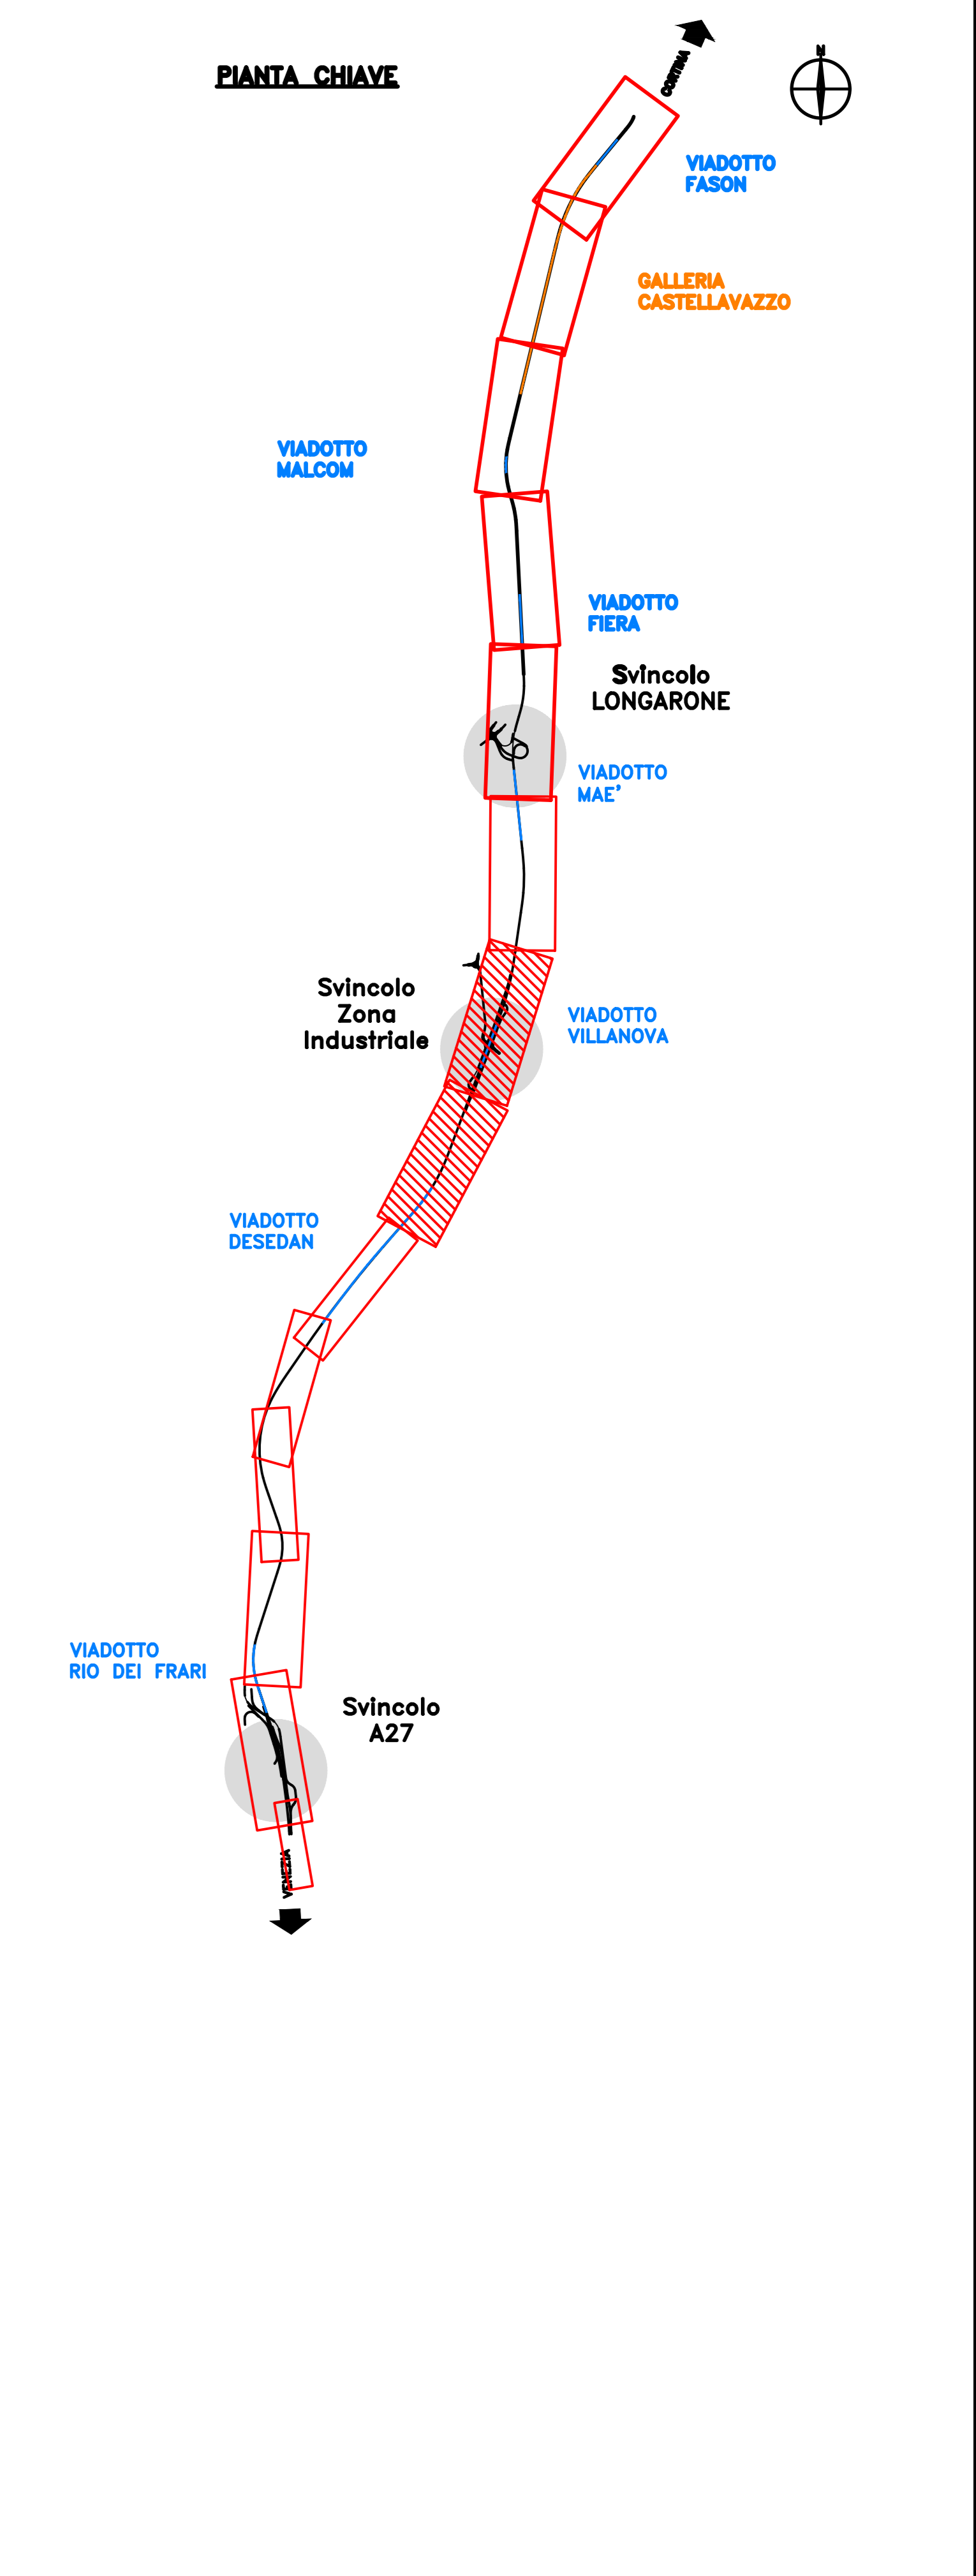 CORTINA
N
PIANTA CHIAVE
VIADOTTO
FASON
GALLERIA
CASTELLAVAZZO
VIADOTTO
MALCOM
VIADOTTO
FIERA
Svincolo
LONGARONE
VIADOTTO
MAE'
Svincolo
Zona
Industriale
VIADOTTO
VILLANOVA
VIADOTTO
DESEDAN
VIADOTTO
RIO DEI FRARI
Svincolo
A27
VENEZIA